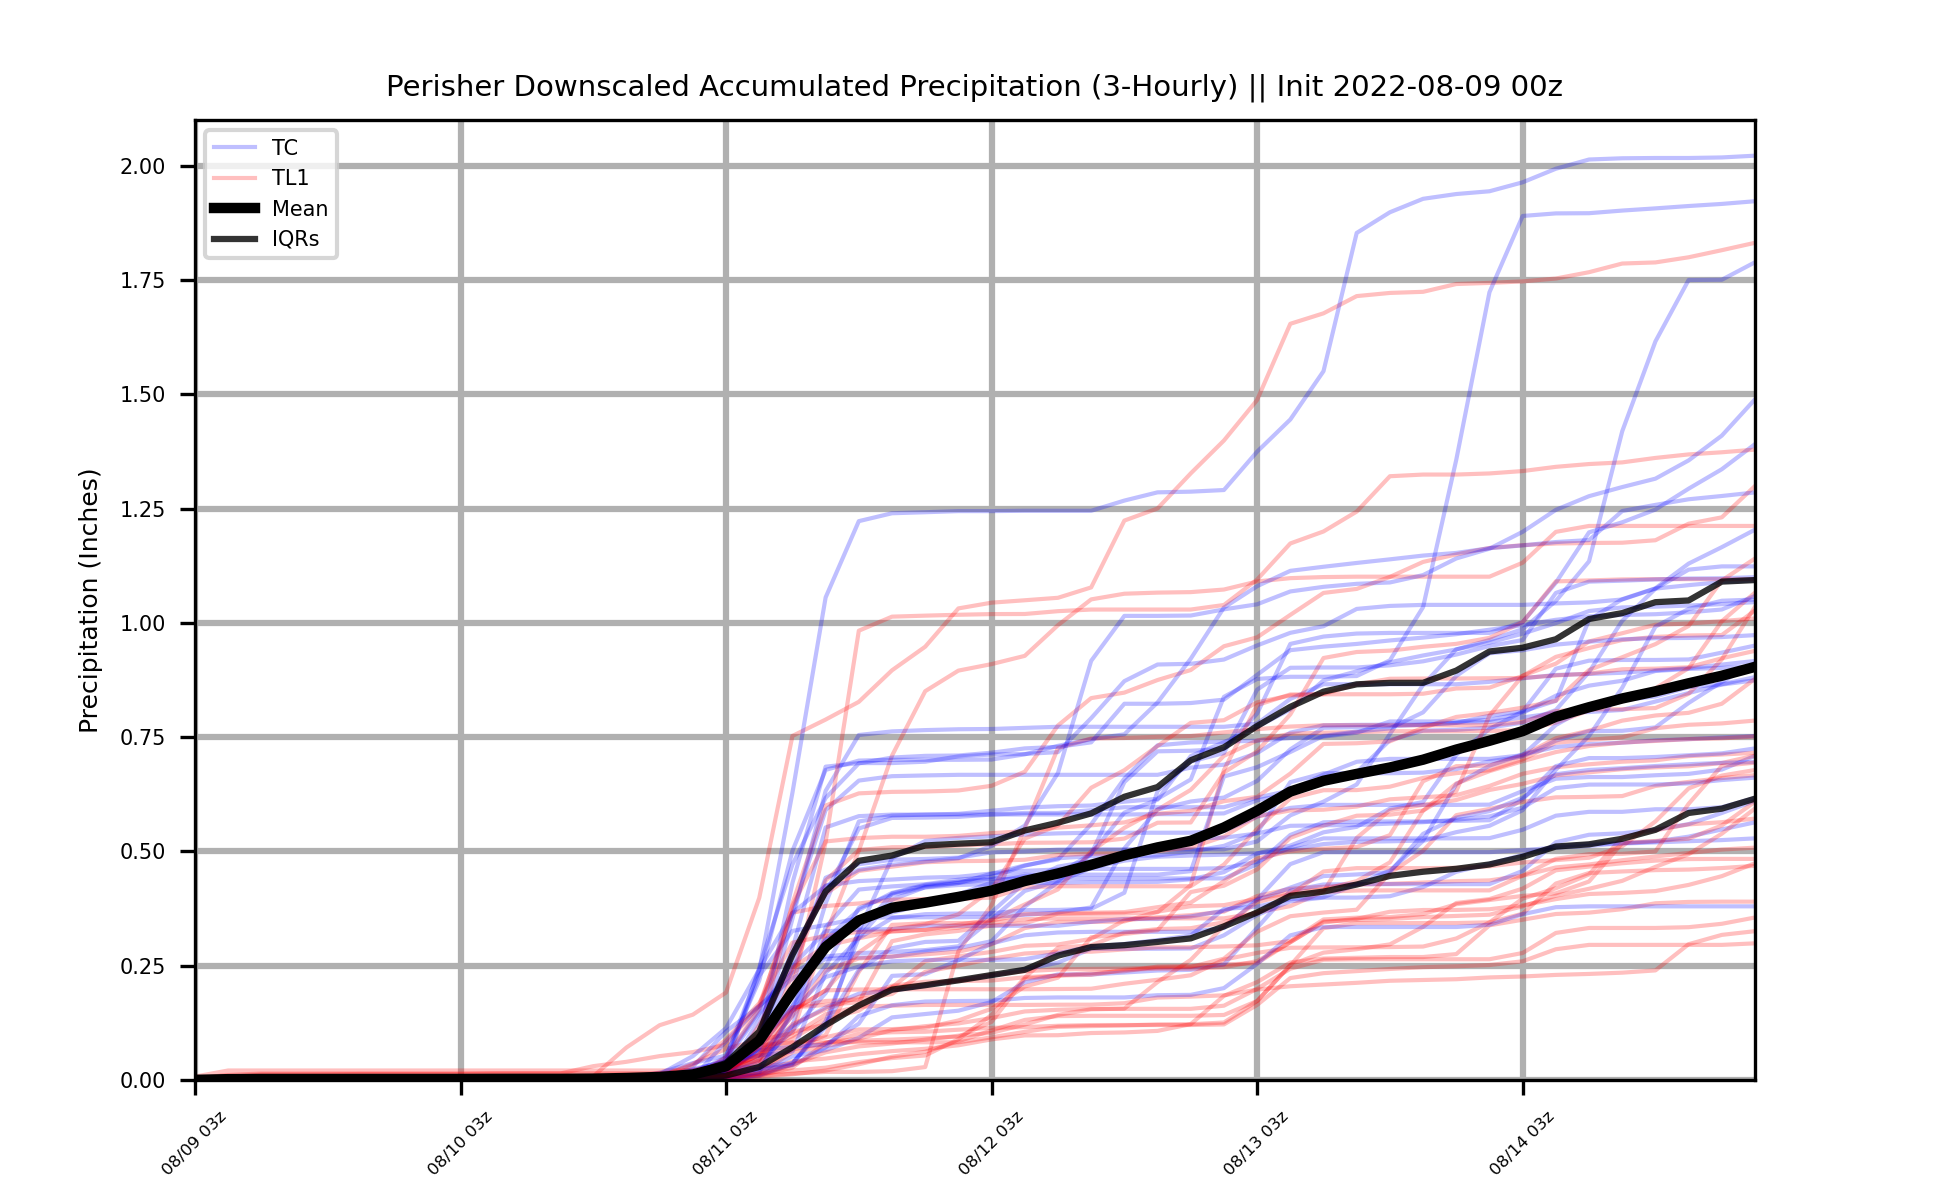 Perisher Downscaled Accumulated Precipitation (3-Hourly) || Init 2022-08-09 00z
TC
TL1
Mean
IQRs
Precipitation (Inches)
2.00
1.75
1.50
1.25
1.00
0.75
0.50
0.25
0.00
08/09 03z
08/10 03z
08/11 03z
08/12 03z
08/13 03z
08/14 03z